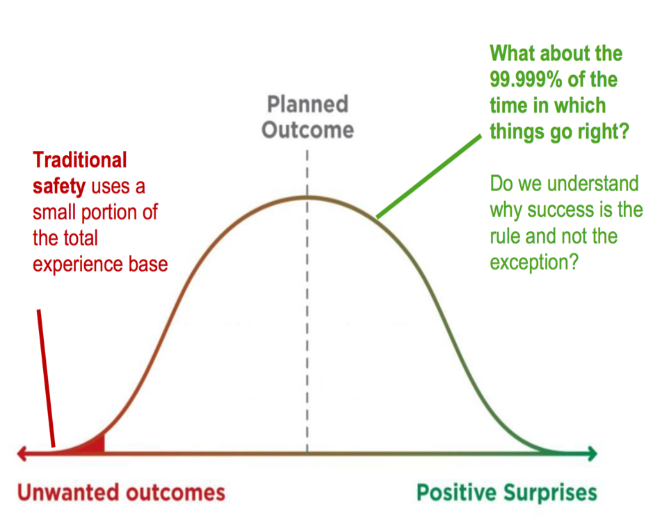 What about the
99.999% of the
time in which
things go right?
Do we understand
why success is the
rule and not the
exception?
Planned
Outcome
Traditional
safety uses a
small portion of
the total
experience base
Unwanted outcomes
Positive Surprises